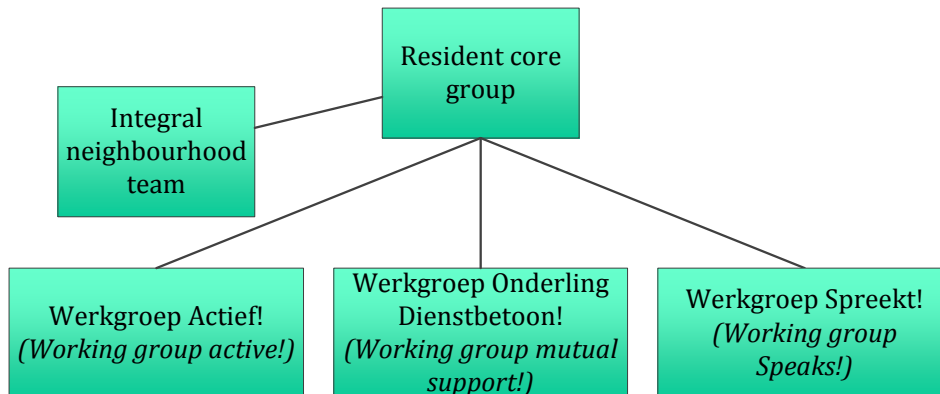 Resident core
group
Integral
neighbourhood
team
Werkgroep Actief!
(Working group active!)
Werkgroep Onderling
Dienstbetoon!
(Working group mutual
support!)
Werkgroep Spreekt!
(Working group
Speaks!)